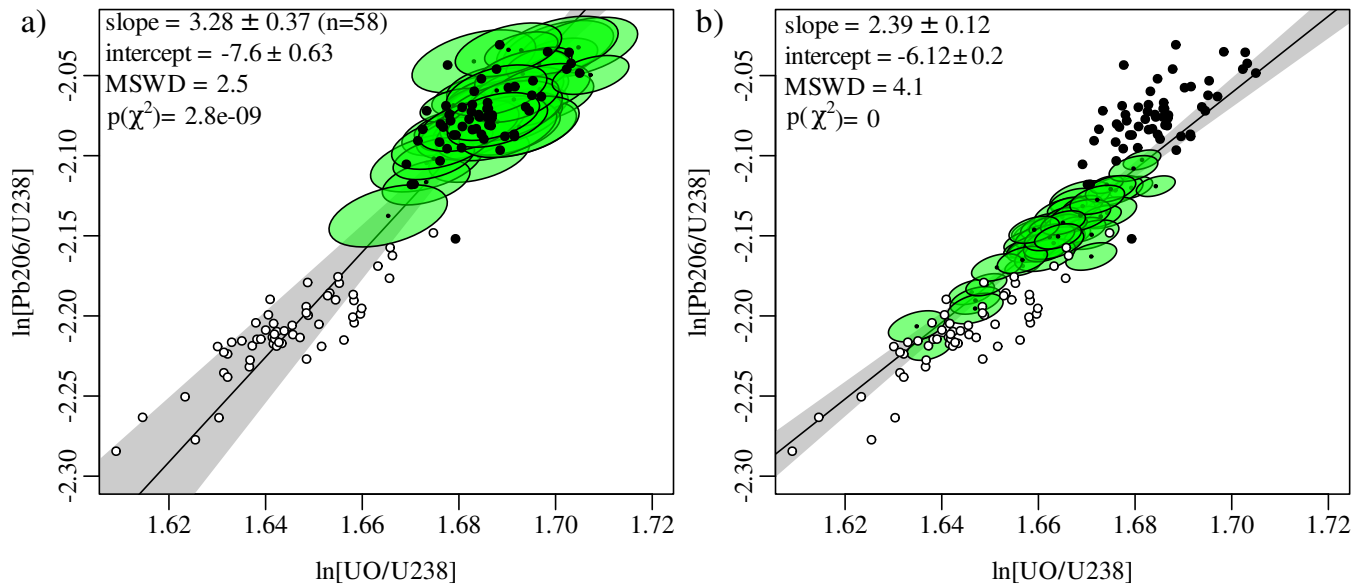 a)
slope = 3.28 ± 0.37 (n=58)
intercept = -7.6 ± 0.63
MSWD = 2.5
p(χ²)= 2.8e-09
ln[Pb206/U238]
-2.05
-2.10
-2.15
-2.20
-2.25
-2.30
1.62 1.64 1.66 1.68 1.70 1.72
ln[UO/U238]
b)
slope = 2.39 ± 0.12
intercept = -6.12±0.2
MSWD = 4.1
p(χ²)= 0
ln[Pb206/U238]
-2.05
-2.10
-2.15
-2.20
-2.25
-2.30
1.62 1.64 1.66 1.68 1.70 1.72
ln[UO/U238]